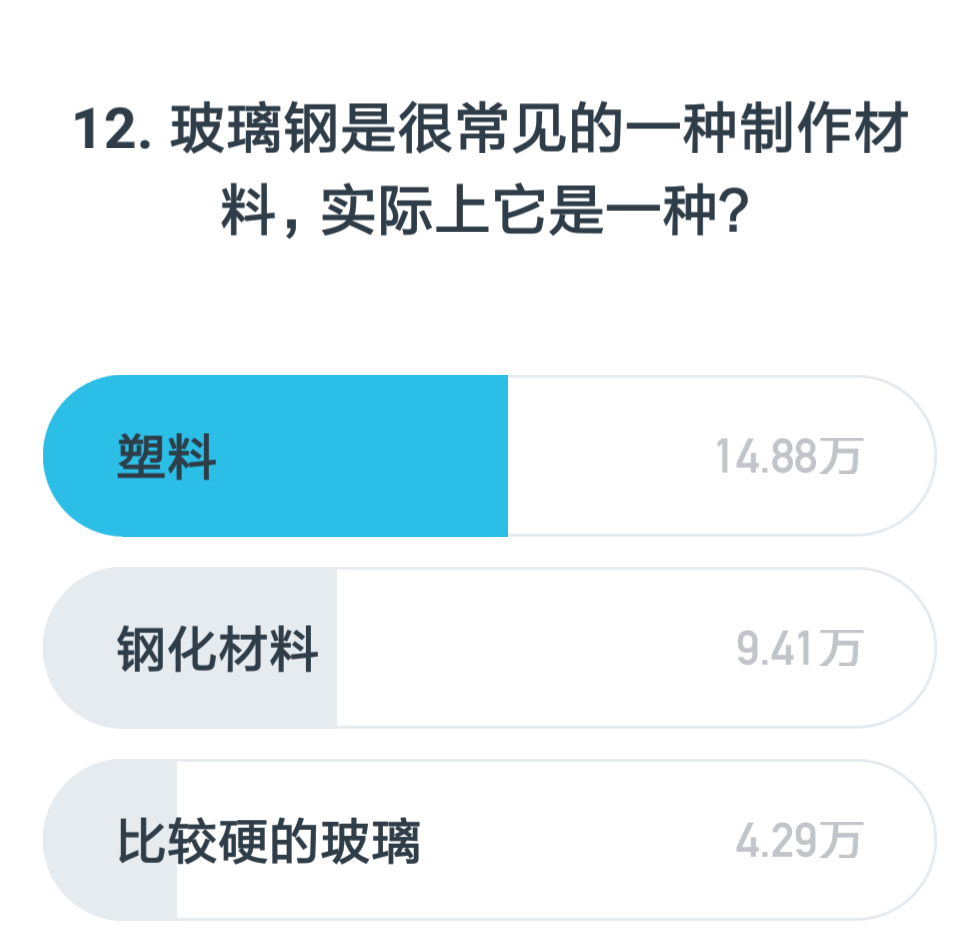 12. 玻璃钢是很常见的一种制作材
料，实际上它是一种？
塑料
14.88万
钢化材料
9.41万
比较硬的玻璃
4.29万